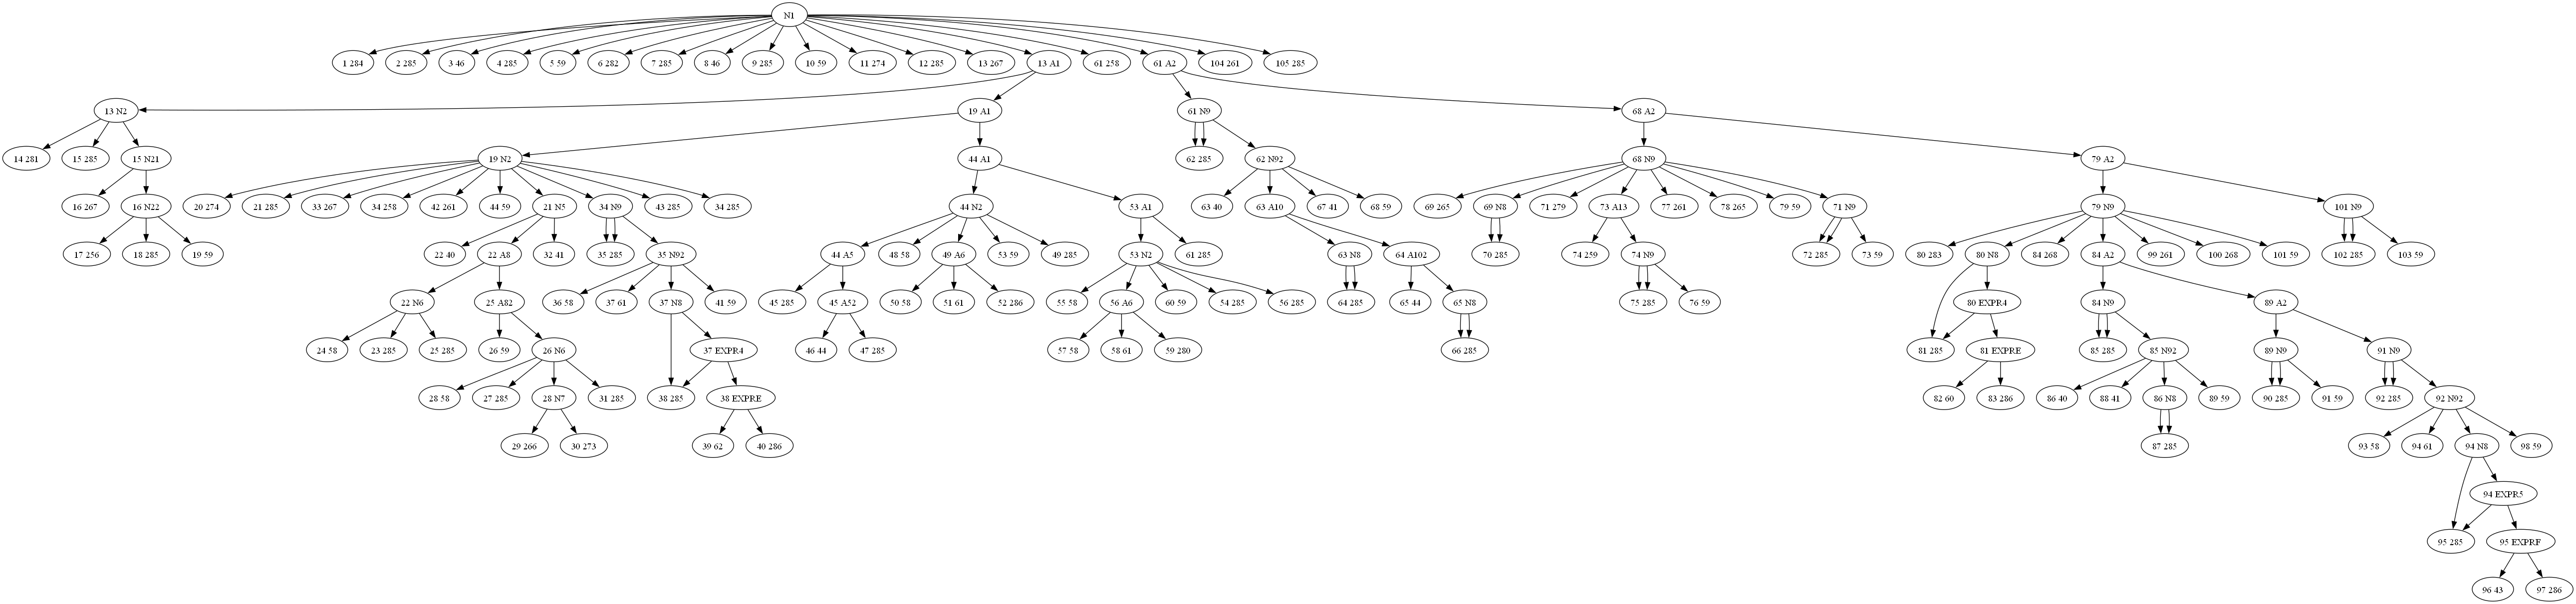 N1
1 284 2 285 3 46 4 285 5 59 6 282 7 285 8 46 9 285 10 59 11 274 12 285 13 267 13 A1 61 258 61 A2 104 261 105 285
13 N2 19 A1 61 N9 68 A2
14 281 15 285 15 N21 19 N2 44 A1 62 285 62 N92 68 N9 79 A2
16 267 16 N22 20 274 21 285 33 267 34 258 42 261 44 59 21 N5 34 N9 43 285 34 285 44 N2 53 A1 63 40 63 A10 67 41 68 59 69 265 69 N8 71 279 73 A13 77 261 78 265 79 59 71 N9 79 N9 101 N9
17 256 18 285 19 59 22 40 22 A8 32 41 35 285 35 N92 44 A5 48 58 49 A6 53 59 49 285 53 N2 61 285 63 N8 64 A102 70 285 74 259 74 N9 72 285 73 59 80 283 80 N8 84 268 84 A2 99 261 100 268 101 59 102 285 103 59
22 N6 25 A82 36 58 37 61 37 N8 41 59 45 285 45 A52 50 58 51 61 52 286 55 58 56 A6 60 59 54 285 56 285 64 285 65 44 65 N8 75 285 76 59 80 EXPR4 84 N9 89 A2
24 58 23 285 25 285 26 59 26 N6 37 EXPR4 46 44 47 285 57 58 58 61 59 280 66 285 81 285 81 EXPRE 85 285 85 N92 89 N9 91 N9
28 58 27 285 28 N7 31 285 38 285 38 EXPRE 82 60 83 286 86 40 88 41 86 N8 89 59 90 285 91 59 92 285 92 N92
29 266 30 273 39 62 40 286 87 285 93 58 94 61 94 N8 98 59
94 EXPR5
95 285 95 EXPRF
96 43 97 286